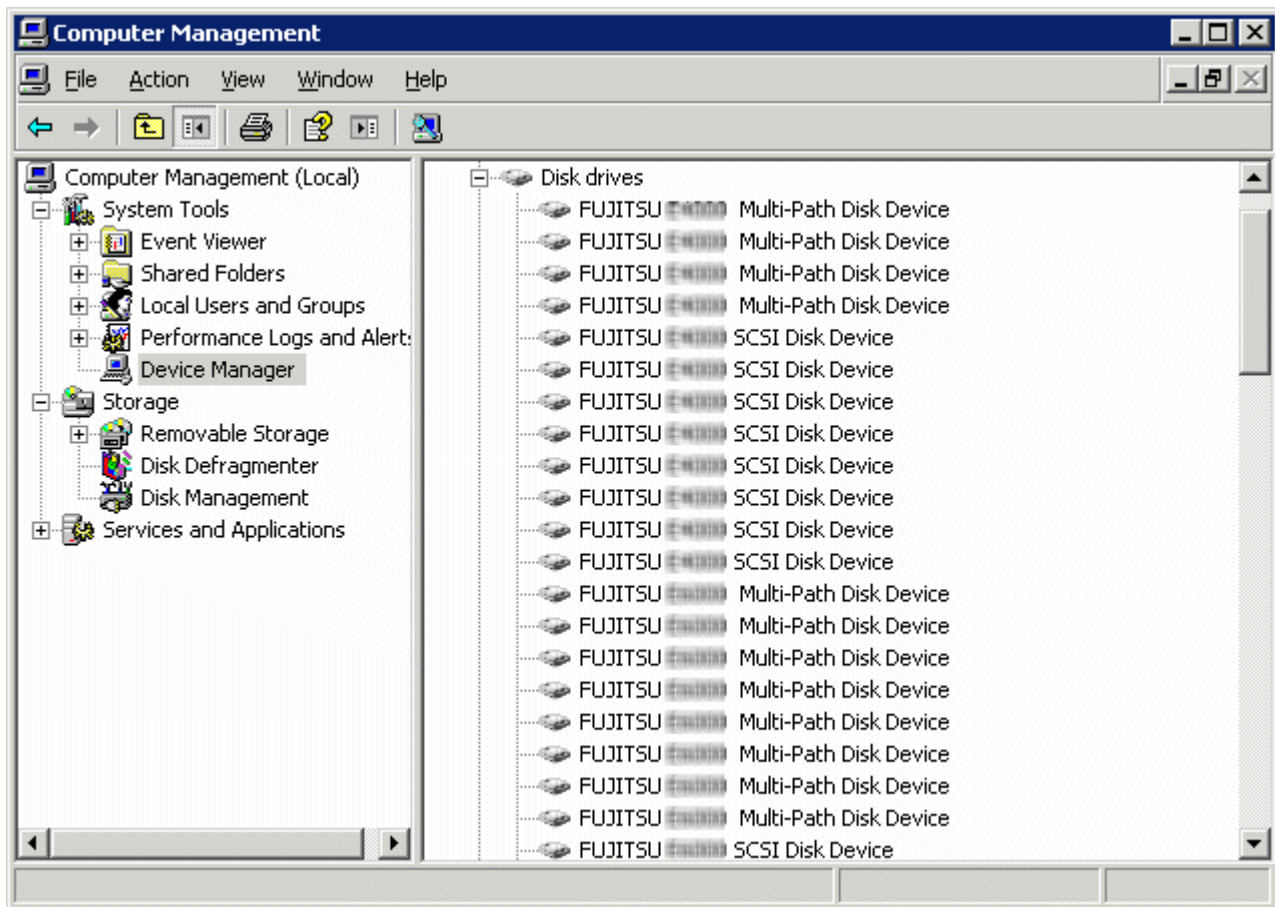 Computer Management
File Action View Window Help
Computer Management (Local)
System Tools
Event Viewer
Shared Folders
Local Users and Groups
Performance Logs and Alert
Device Manager
Storage
Removable Storage
Disk Defragmenter
Disk Management
Services and Applications
Disk drives
FUJITSU Multi-Path Disk Device
FUJITSU Multi-Path Disk Device
FUJITSU Multi-Path Disk Device
FUJITSU Multi-Path Disk Device
FUJITSU SCSI Disk Device
FUJITSU SCSI Disk Device
FUJITSU SCSI Disk Device
FUJITSU SCSI Disk Device
FUJITSU SCSI Disk Device
FUJITSU SCSI Disk Device
FUJITSU SCSI Disk Device
FUJITSU SCSI Disk Device
FUJITSU Multi-Path Disk Device
FUJITSU Multi-Path Disk Device
FUJITSU Multi-Path Disk Device
FUJITSU Multi-Path Disk Device
FUJITSU Multi-Path Disk Device
FUJITSU Multi-Path Disk Device
FUJITSU Multi-Path Disk Device
FUJITSU Multi-Path Disk Device
FUJITSU SCSI Disk Device